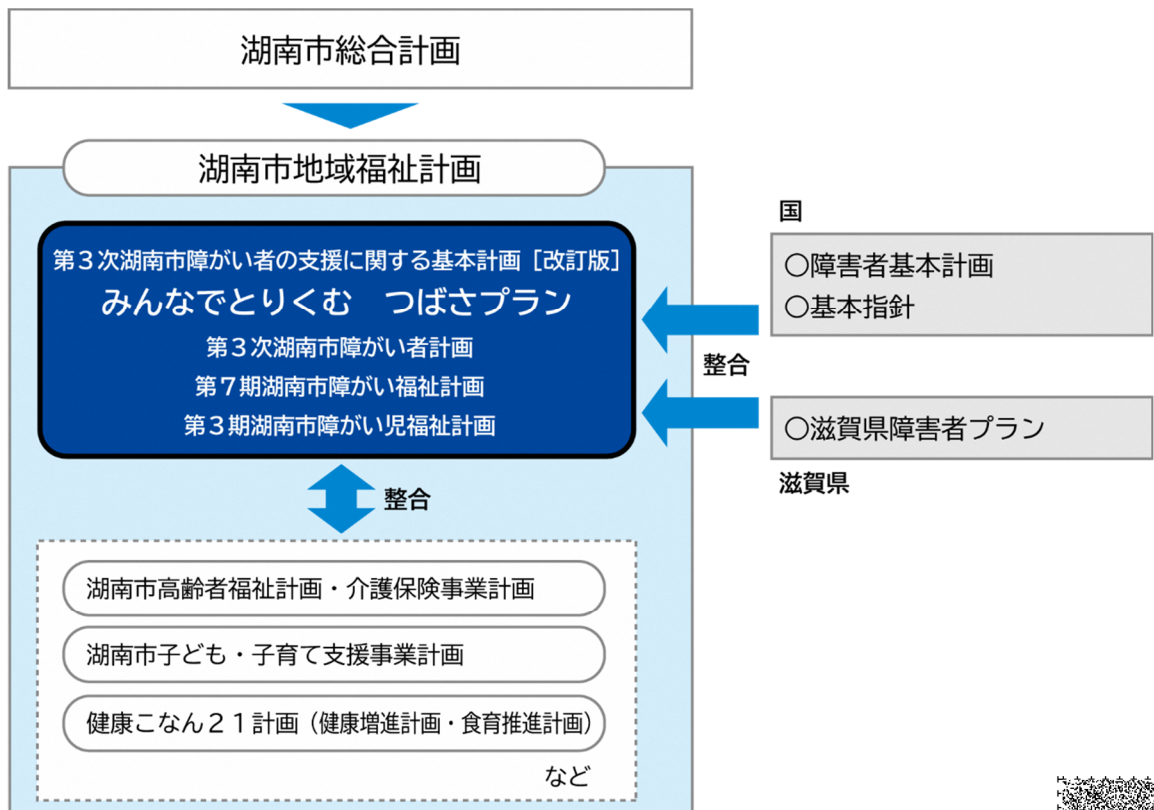 湖南市総合計画
湖南市地域福祉計画
第３次湖南市障がい者の支援に関する基本計画［改訂版］
みんなでとりくむ　つばさプラン
第３次湖南市障がい者計画
第７期湖南市障がい福祉計画
第３期湖南市障がい児福祉計画
国
〇障害者基本計画
〇基本指針
整合
〇滋賀県障害者プラン
滋賀県
整合
湖南市高齢者福祉計画・介護保険事業計画
湖南市子ども・子育て支援事業計画
健康こなん２１計画（健康増進計画・食育推進計画）
など